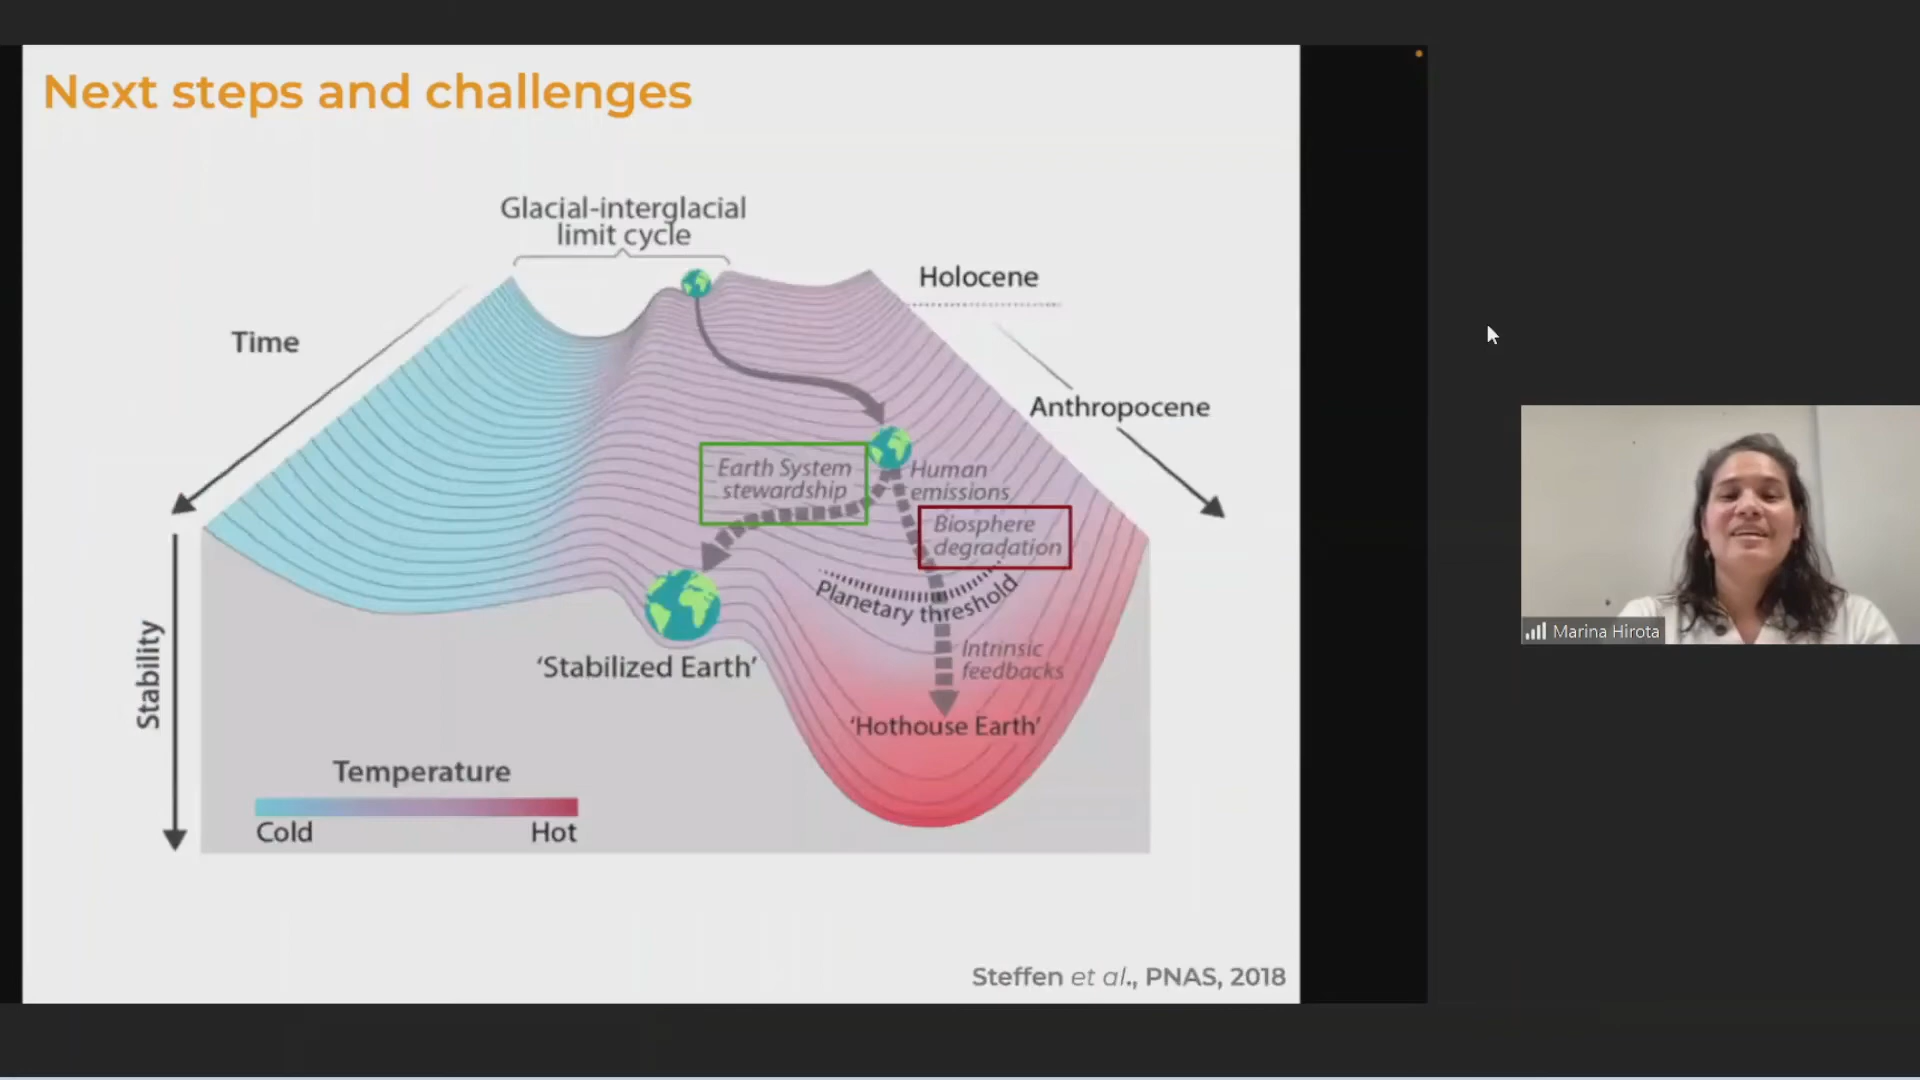 Next steps and challenges
Glacial-interglacial
limit cycle
Holocene
Time
Anthropocene
Earth System
stewardship
Human
emissions
Biosphere
degradation
Planetary threshold
Stability
'Stabilized Earth'
Intrinsic
feedbacks
'Hothouse Earth'
Temperature
Cold
Hot
Steffen et al., PNAS, 2018
Marina Hirota